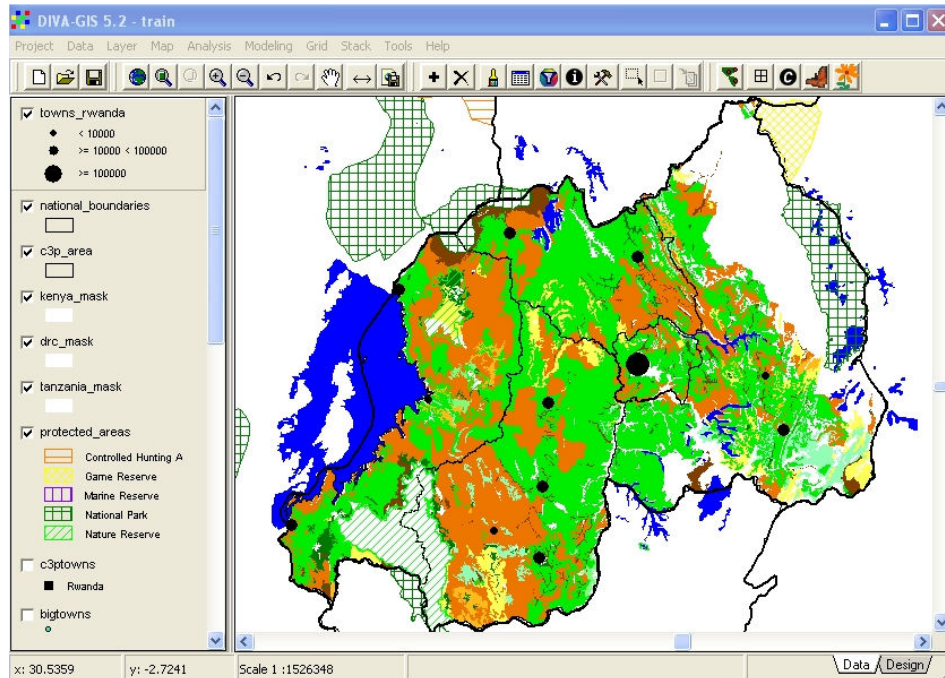 DIVA-GIS 5.2 - train
Project Data Layer Map Analysis Modeling Grid Stack Tools Help
towns_rwanda
< 10000
>= 10000 < 100000
>= 100000
national_boundaries
c3p_area
kenya_mask
drc_mask
tanzania_mask
protected_areas
Controlled Hunting A
Game Reserve
Marine Reserve
National Park
Nature Reserve
c3ptowns
Rwanda
bigtowns
x: 30.5359 y: -2.7241 Scale 1 :1526348 Data Design